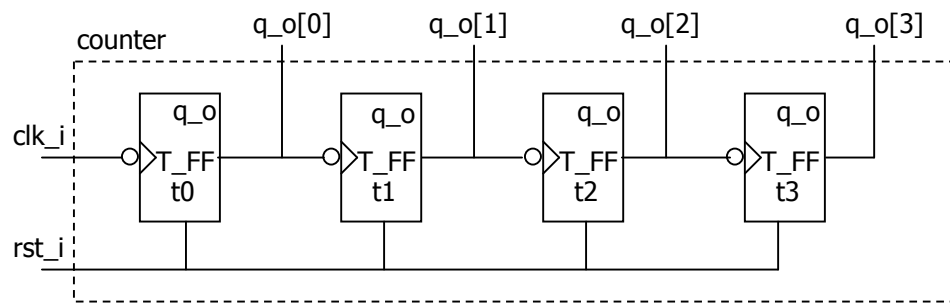 q_o[0] q_o[1] q_o[2] q_o[3]
counter
q_o q_o q_o q_o
clk_i T_FF T_FF T_FF T_FF
t0 t1 t2 t3
rst_i